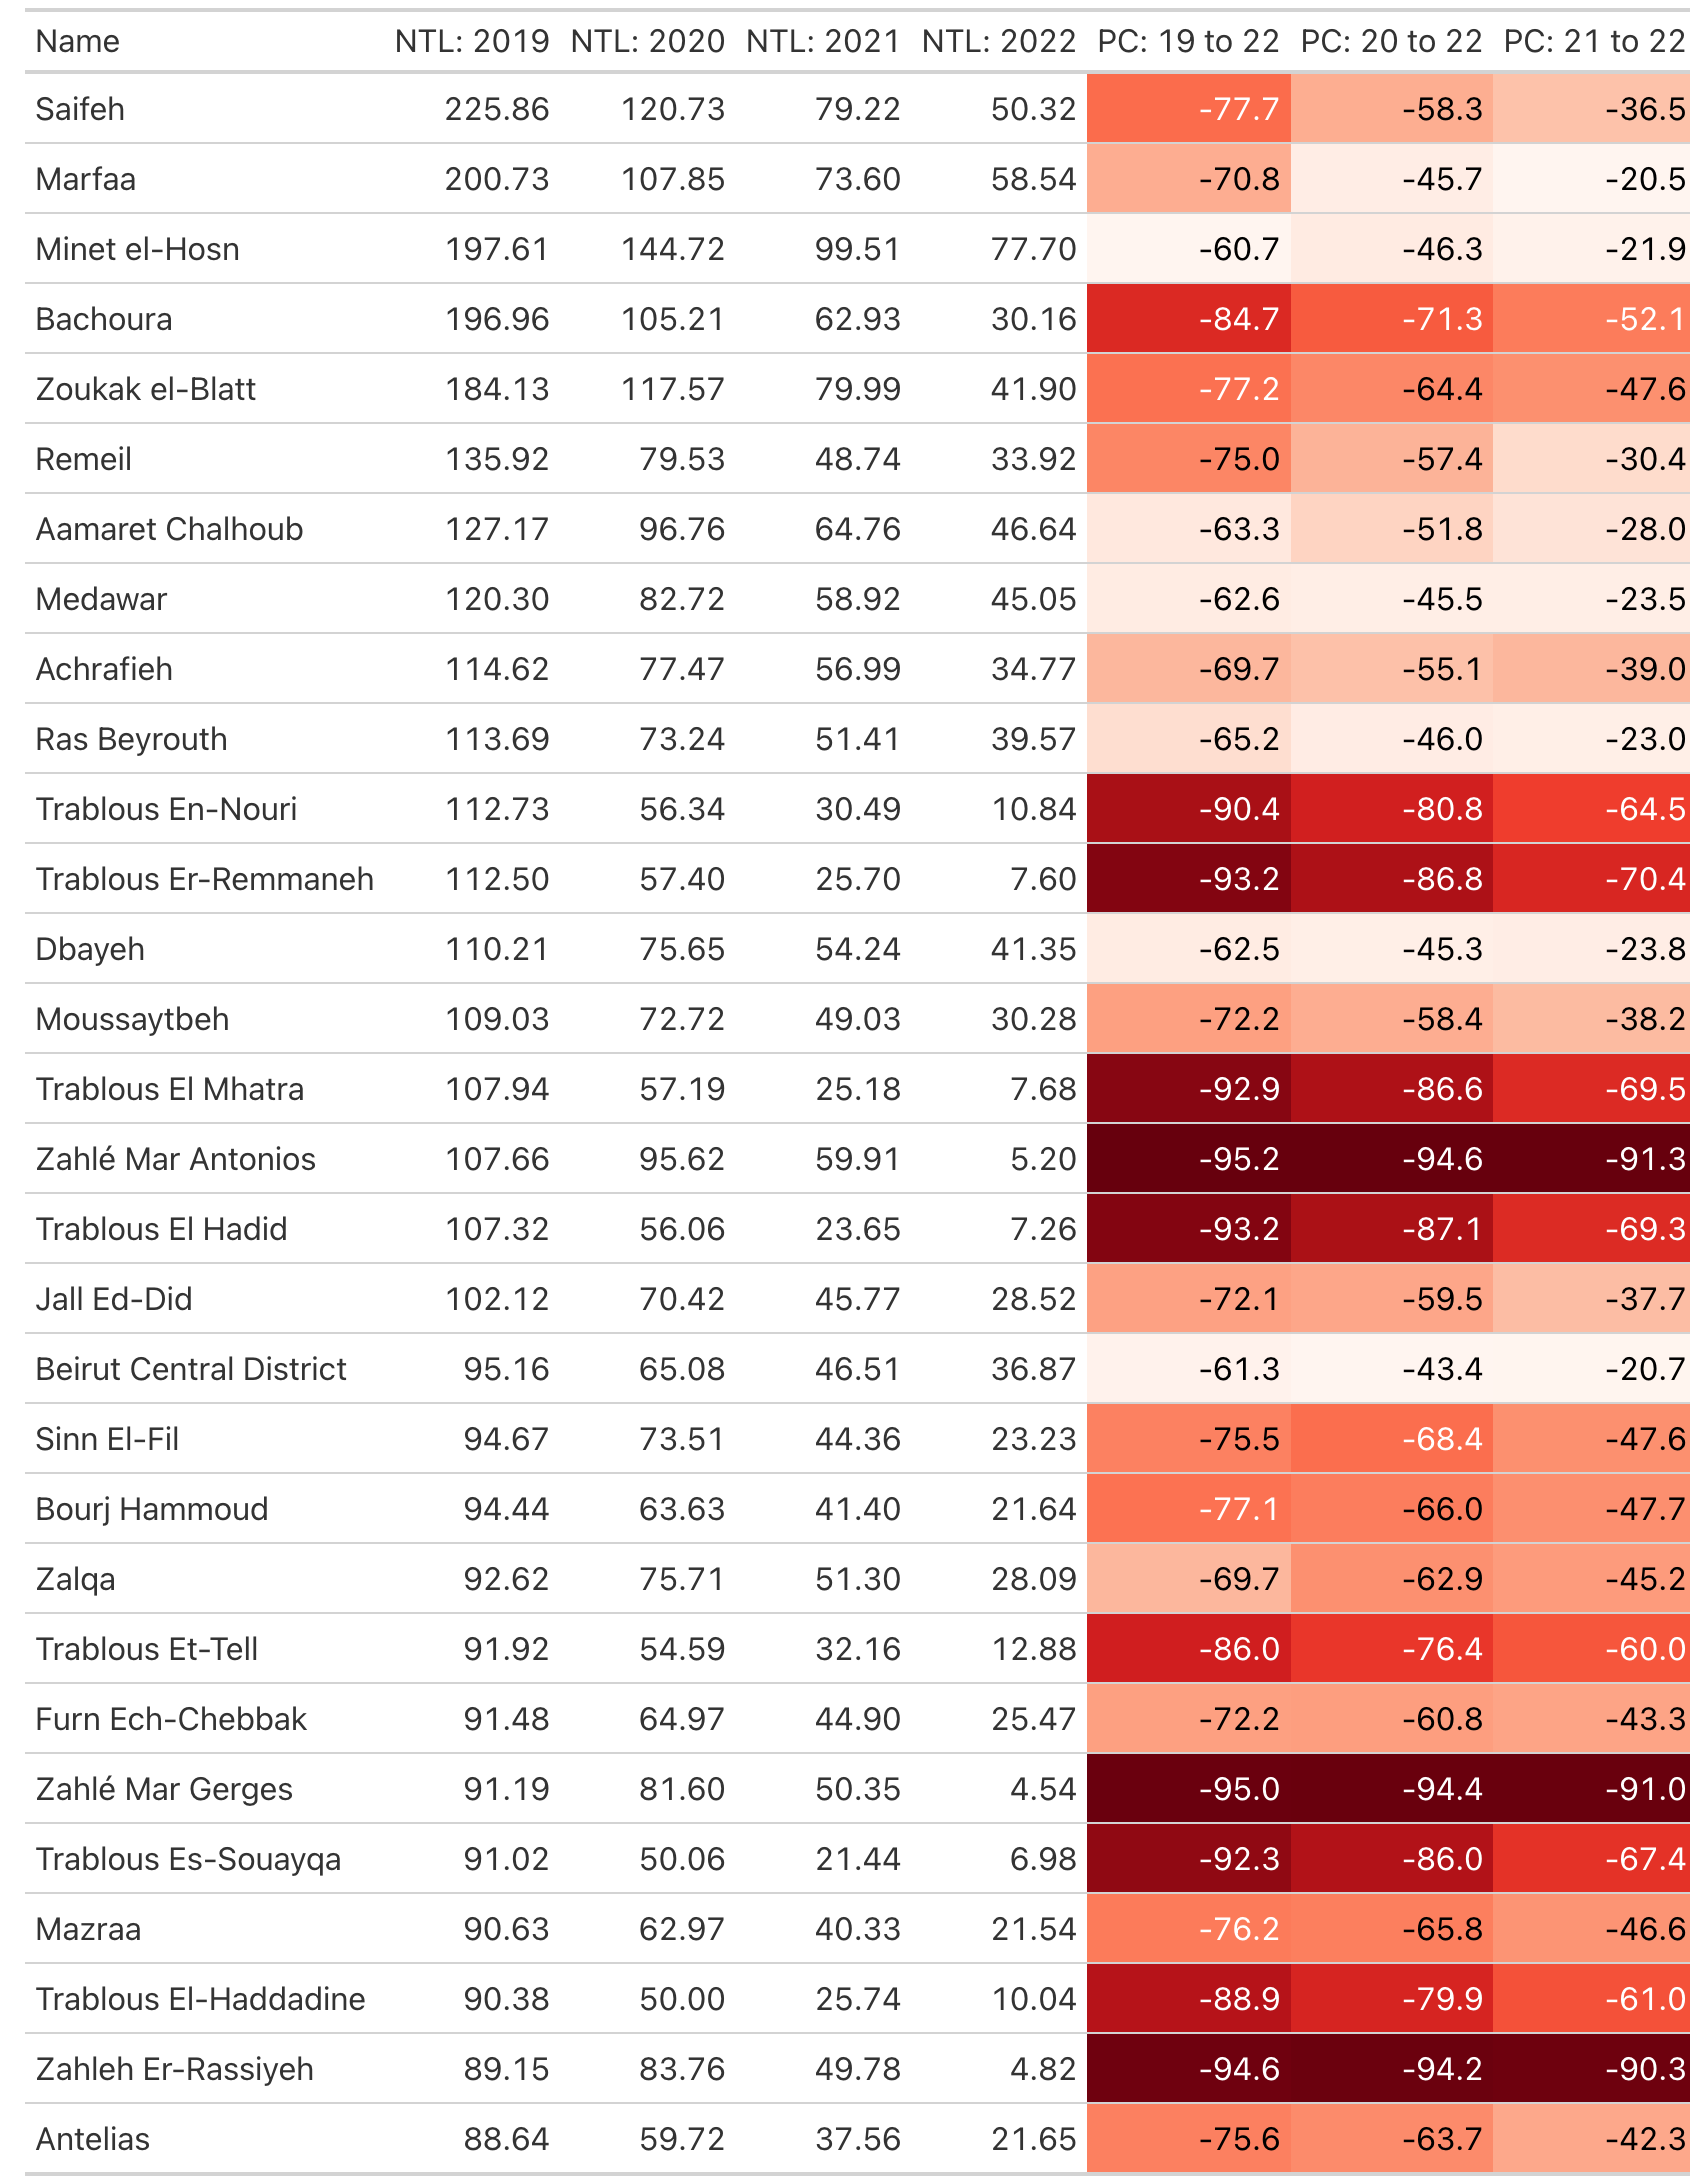 Name NTL: 2019 NTL: 2020 NTL: 2021 NTL: 2022 PC: 19 to 22 PC: 20 to 22 PC: 21 to 22
Saifeh 225.86 120.73 79.22 50.32 -77.7 -58.3 -36.5
Marfaa 200.73 107.85 73.60 58.54 -70.8 -45.7 -20.5
Minet el-Hosn 197.61 144.72 99.51 77.70 -60.7 -46.3 -21.9
Bachoura 196.96 105.21 62.93 30.16 -84.7 -71.3 -52.1
Zoukak el-Blatt 184.13 117.57 79.99 41.90 -77.2 -64.4 -47.6
Remeil 135.92 79.53 48.74 33.92 -75.0 -57.4 -30.4
Aamaret Chalhoub 127.17 96.76 64.76 46.64 -63.3 -51.8 -28.0
Medawar 120.30 82.72 58.92 45.05 -62.6 -45.5 -23.5
Achrafieh 114.62 77.47 56.99 34.77 -69.7 -55.1 -39.0
Ras Beyrouth 113.69 73.24 51.41 39.57 -65.2 -46.0 -23.0
Trablous En-Nouri 112.73 56.34 30.49 10.84 -90.4 -80.8 -64.5
Trablous Er-Remmaneh 112.50 57.40 25.70 7.60 -93.2 -86.8 -70.4
Dbayeh 110.21 75.65 54.24 41.35 -62.5 -45.3 -23.8
Moussaytbeh 109.03 72.72 49.03 30.28 -72.2 -58.4 -38.2
Trablous El Mhatra 107.94 57.19 25.18 7.68 -92.9 -86.6 -69.5
Zahlé Mar Antonios 107.66 95.62 59.91 5.20 -95.2 -94.6 -91.3
Trablous El Hadid 107.32 56.06 23.65 7.26 -93.2 -87.1 -69.3
Jall Ed-Did 102.12 70.42 45.77 28.52 -72.1 -59.5 -37.7
Beirut Central District 95.16 65.08 46.51 36.87 -61.3 -43.4 -20.7
Sinn El-Fil 94.67 73.51 44.36 23.23 -75.5 -68.4 -47.6
Bourj Hammoud 94.44 63.63 41.40 21.64 -77.1 -66.0 -47.7
Zalqa 92.62 75.71 51.30 28.09 -69.7 -62.9 -45.2
Trablous Et-Tell 91.92 54.59 32.16 12.88 -86.0 -76.4 -60.0
Furn Ech-Chebbak 91.48 64.97 44.90 25.47 -72.2 -60.8 -43.3
Zahlé Mar Gerges 91.19 81.60 50.35 4.54 -95.0 -94.4 -91.0
Trablous Es-Souayqa 91.02 50.06 21.44 6.98 -92.3 -86.0 -67.4
Mazraa 90.63 62.97 40.33 21.54 -76.2 -65.8 -46.6
Trablous El-Haddadine 90.38 50.00 25.74 10.04 -88.9 -79.9 -61.0
Zahleh Er-Rassiyeh 89.15 83.76 49.78 4.82 -94.6 -94.2 -90.3
Antelias 88.64 59.72 37.56 21.65 -75.6 -63.7 -42.3